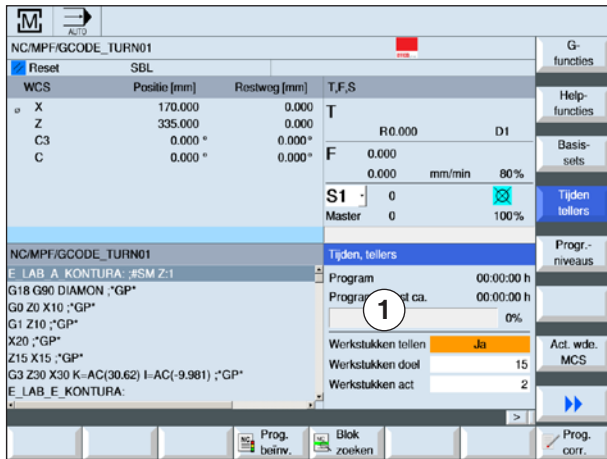 M
AUTO
NC/MPF/GCODE_TURN01
Reset SBL
WCS Positie [mm] Restweg [mm]
X 170.000 0.000
Z 335.000 0.000
C3 0.000 ° 0.000°
C 0.000 ° 0.000°
T,F,S
T
R0.000 D1
F 0.000
0.000 mm/min 80%
S1 0
Master 0 100%
NC/MPF/GCODE_TURN01
E_LAB_A_KONTURA: ;#SM Z:1
G18 G90 DIAMON ;*GP*
G0 Z0 X10 ;*GP*
G1 Z10 ;*GP*
X20 ;*GP*
Z15 X15 ;*GP*
G3 Z30 X30 K=AC(30.62) I=AC(-9.981) ;*GP*
E_LAB_E_KONTURA:
Tijden, tellers
Program 00:00:00 h
ca. 00:00:00 h
1
0%
Werkstukken tellen Ja
Werkstukken doel 15
Werkstukken act 2
>
G-
functies
Help-
functies
Basis-
sets
Tijden
tellers
Progr.-
niveaus
Act. wde.
MCS
NC
Prog.
beïnv.
NC
Blok
zoeken
Prog.
corr.